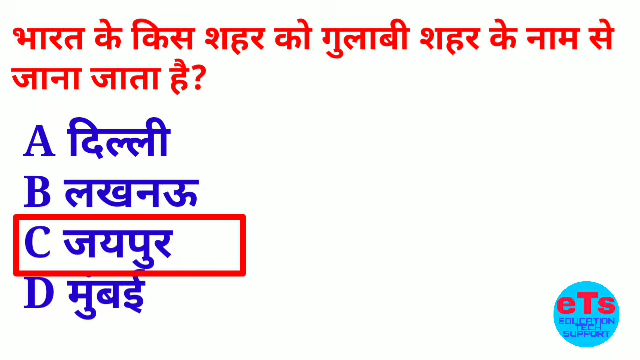 भारत के किस शहर को गुलाबी शहर के नाम से
जाना जाता है?
A दिल्ली
B लखनऊ
C जयपुर
D मुंबई
eTs
EDUCATION
TECH
SUPPORT